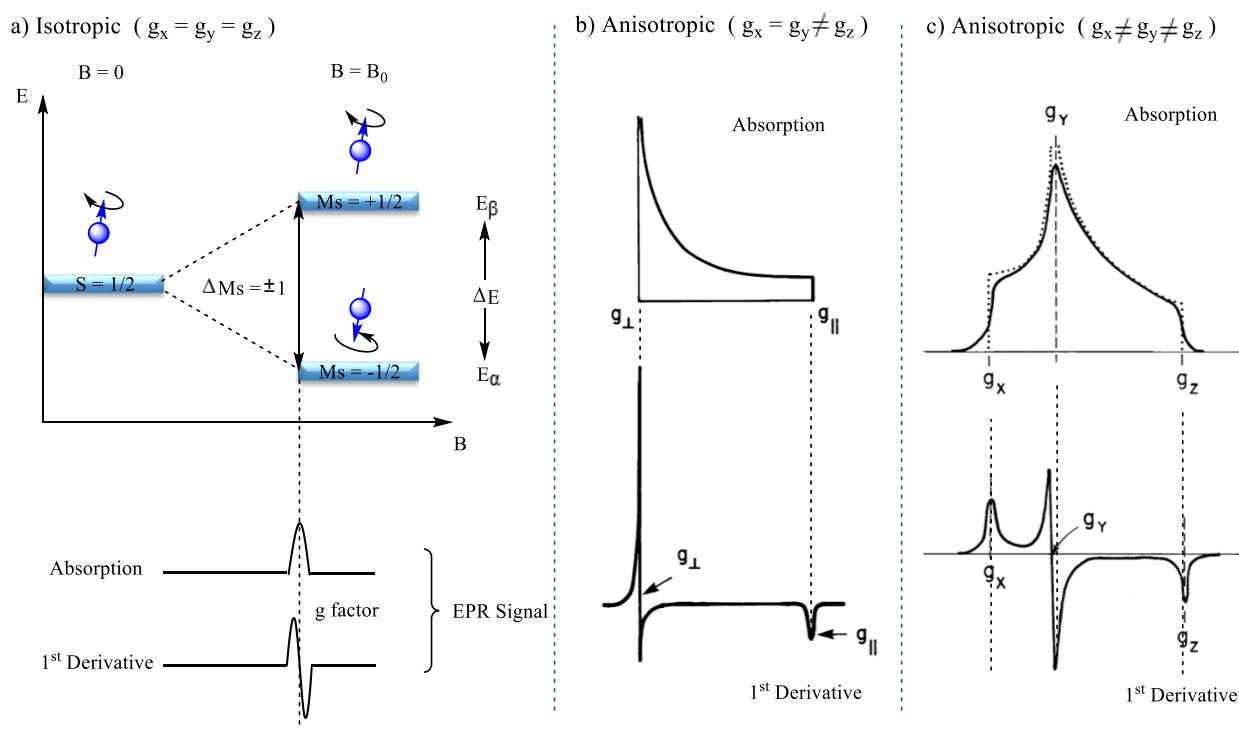 a) Isotropic ( gx = gy = gz )
B = 0
B = B0
E
Ms = +1/2
S = 1/2
ΔMs = ±1
Ms = -1/2
Eβ
ΔE
Eα
B
Absorption
g factor
EPR Signal
1st Derivative
b) Anisotropic ( gx = gy ≠ gz )
Absorption
g⊥
g||
g⊥
g||
1st Derivative
c) Anisotropic ( gx ≠ gy ≠ gz )
gY
Absorption
gX
gZ
gY
gX
gZ
1st Derivative